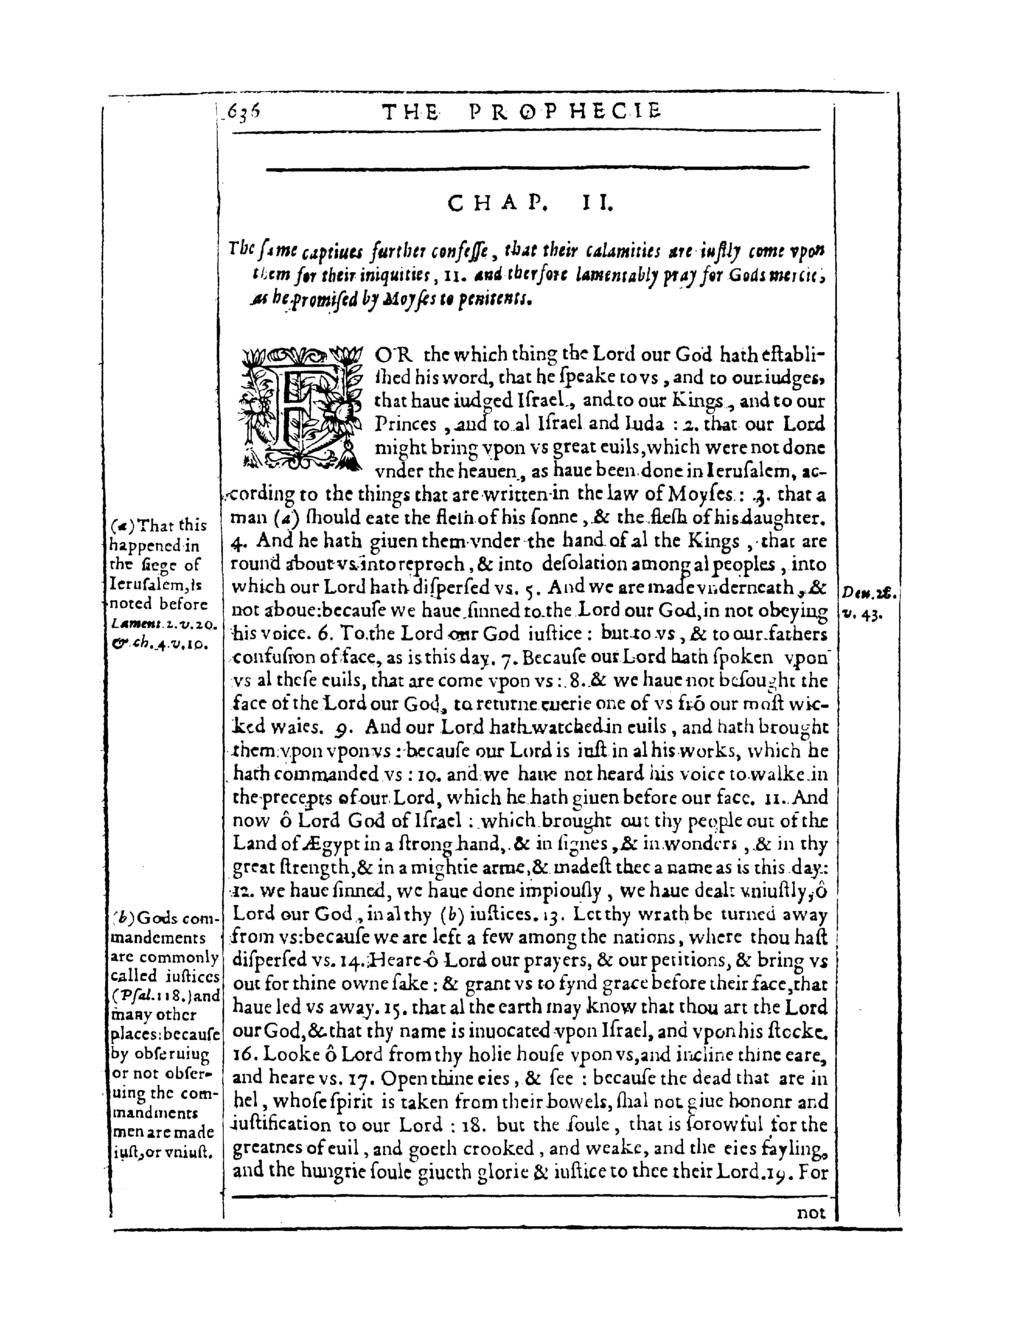 636 THE PROPHECIE
CHAP. II.
The ſame captiues further confeſſe, that their calamities are iuſtly come vpon
them for their iniquities, 11. and therfore lamentably pray for Gods mercie,
as he promiſed by Moyſes to penitents.
FOR the which thing the Lord our God hath eſtabli-
ſhed his word, that he ſpeake to vs, and to our iudges,
that haue iudged Iſrael, and to our Kings, and to our
Princes, and to al Iſrael and Iuda : 2. that our Lord
might bring vpon vs great euils, which were not done
vnder the heauen, as haue been done in Ieruſalem, ac-
cording to the things that are written in the law of Moyſes : 3. that a
man (a) ſhould eate the fleſh of his ſonne, & the fleſh of his daughter.
4. And he hath giuen them vnder the hand of al the Kings, that are
round about vs into reproch, & into deſolation among al peoples, into
which our Lord hath diſperſed vs. 5. And we are made vnderneath, &
not aboue: becauſe we haue ſinned to the Lord our God, in not obeying
his voice. 6. To the Lord our God iuſtice : but to vs, & to our fathers
confuſion of face, as is this day. 7. Becauſe our Lord hath ſpoken vpon
vs al theſe euils, that are come vpon vs : 8. & we haue not beſought the
face of the Lord our God, to returne euerie one of vs frõ our moſt wic-
ked waies. 9. And our Lord hath watched in euils, and hath brought
them vpon vpon vs : becauſe our Lord is iuſt in al his works, which he
hath commanded vs : 10. and we haue not heard his voice to walke in
the precepts of our Lord, which he hath giuen before our face. 11. And
now ô Lord God of Iſrael : which brought out thy people out of the
Land of Ægypt in a ſtrong hand, & in ſignes, & in wonders, & in thy
great ſtrength, & in a mightie arme, & madeſt thee a name as is this day:
12. we haue ſinned, we haue done impiouſly, we haue dealt vniuſtly, ô
Lord our God, in al thy (b) iuſtices. 13. Let thy wrath be turned away
from vs: becauſe we are left a few among the nations, where thou haſt
diſperſed vs. 14. Heare ô Lord our prayers, & our petitions, & bring vs
out for thine owne ſake : & grant vs to fynd grace before their face, that
haue led vs away. 15. that al the earth may know that thou art the Lord
our God, & that thy name is inuocated vpon Iſrael, and vpon his ſtocke.
16. Looke ô Lord from thy holie houſe vpon vs, and incline thine eare,
and heare vs. 17. Open thine eies, & ſee : becauſe the dead that are in
hel, whoſe ſpirit is taken from their bowels, ſhal not giue hononr and
iuſtification to our Lord : 18. but the ſoule, that is ſorowful for the
greatnes of euil, and goeth crooked, and weake, and the eies fayling,
and the hungrie ſoule giueth glorie & iuſtice to thee their Lord. 19. For
not
(a) That this
happened in
the ſiege of
Ieruſalem, is
noted before
Lament. 2. v. 20.
& ch. 4. v. 10.
(b) Gods com-
mandements
are commonly
called iuſtices
(Pſal. 118.) and
many other
places: becauſe
by obſeruiug
or not obſer-
uing the com-
mandments
men are made
iuſt, or vniuſt.
Deu. 28.
v. 43.